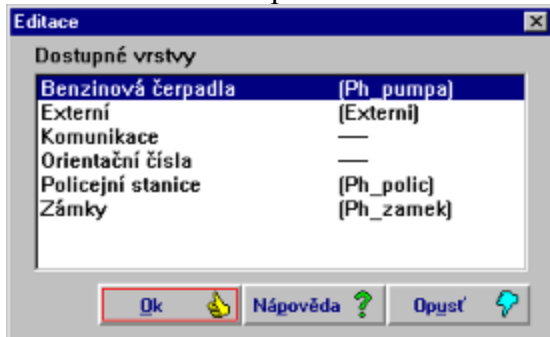 Editace
Dostupné vrstvy
Benzinová čerpadla (Ph_pumpa)
Externí (Externi)
Komunikace —
Orientační čísla —
Policejní stanice (Ph_polic)
Zámky (Ph_zamek)
Ok Nápověda ? Opusť